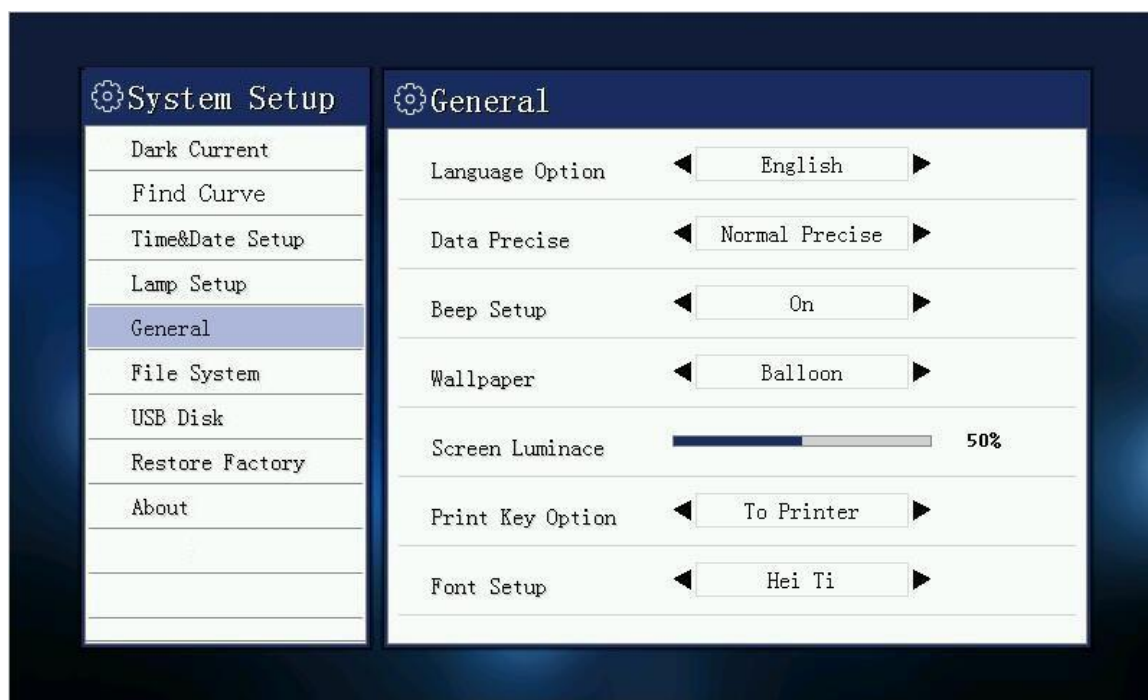 System Setup
Dark Current
Find Curve
Time&Date Setup
Lamp Setup
General
File System
USB Disk
Restore Factory
About
General
Language Option English
Data Precise Normal Precise
Beep Setup On
Wallpaper Balloon
Screen Luminace 50%
Print Key Option To Printer
Font Setup Hei Ti